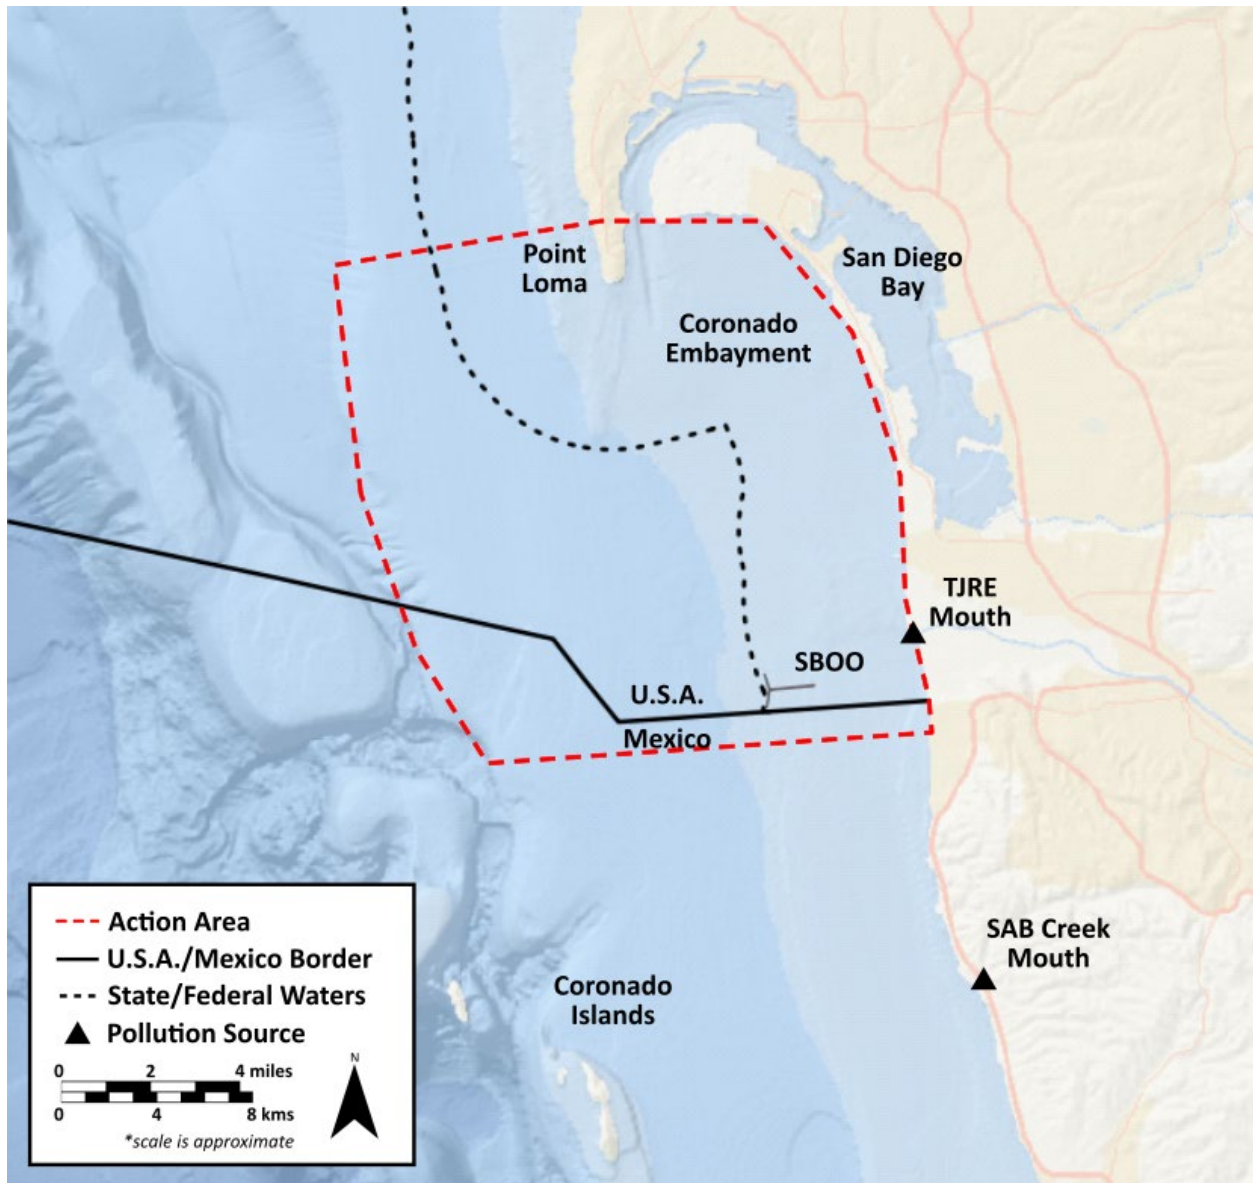 Point
Loma
San Diego
Bay
Coronado
Embayment
TJRE
Mouth
SBOO
U.S.A.
Mexico
SAB Creek
Mouth
Coronado
Islands
Action Area
U.S.A./Mexico Border
State/Federal Waters
Pollution Source
0 2 4 miles
0 4 8 kms
*scale is approximate
N